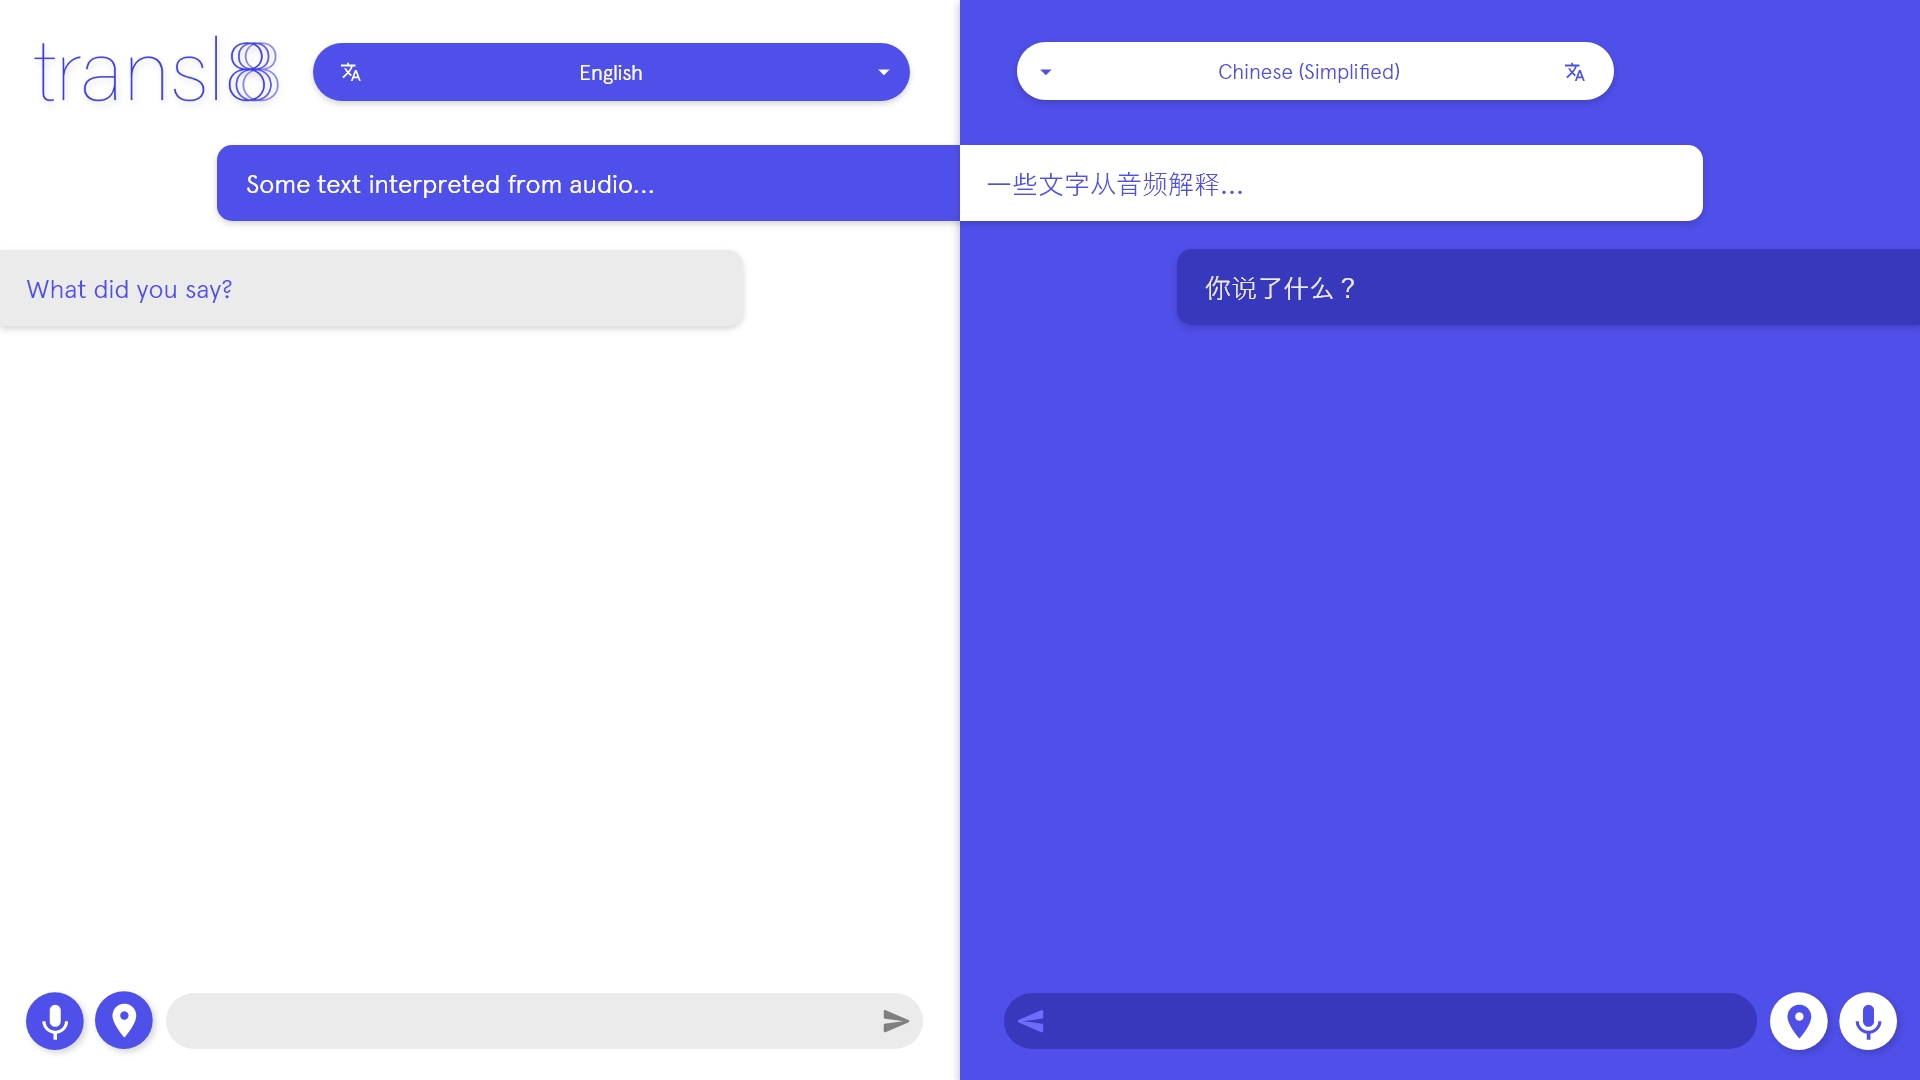 transl8
English
Chinese (Simplified)
Some text interpreted from audio...
一些文字从音频解释...
What did you say?
你说了什么？